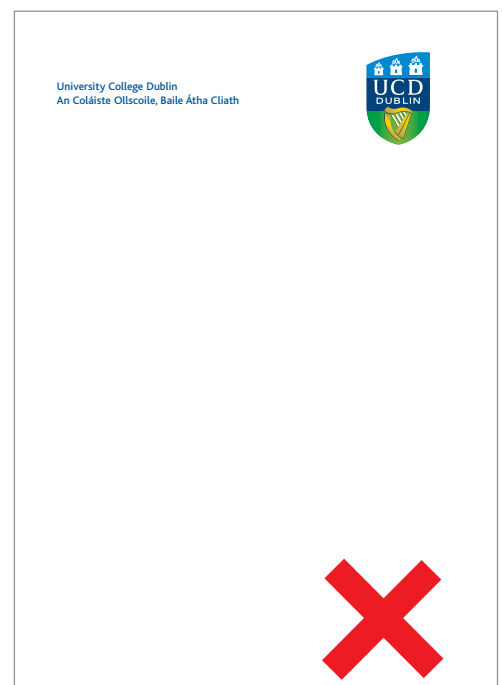 University College Dublin
An Coláiste Ollscoile, Baile Átha Cliath
UCD
DUBLIN